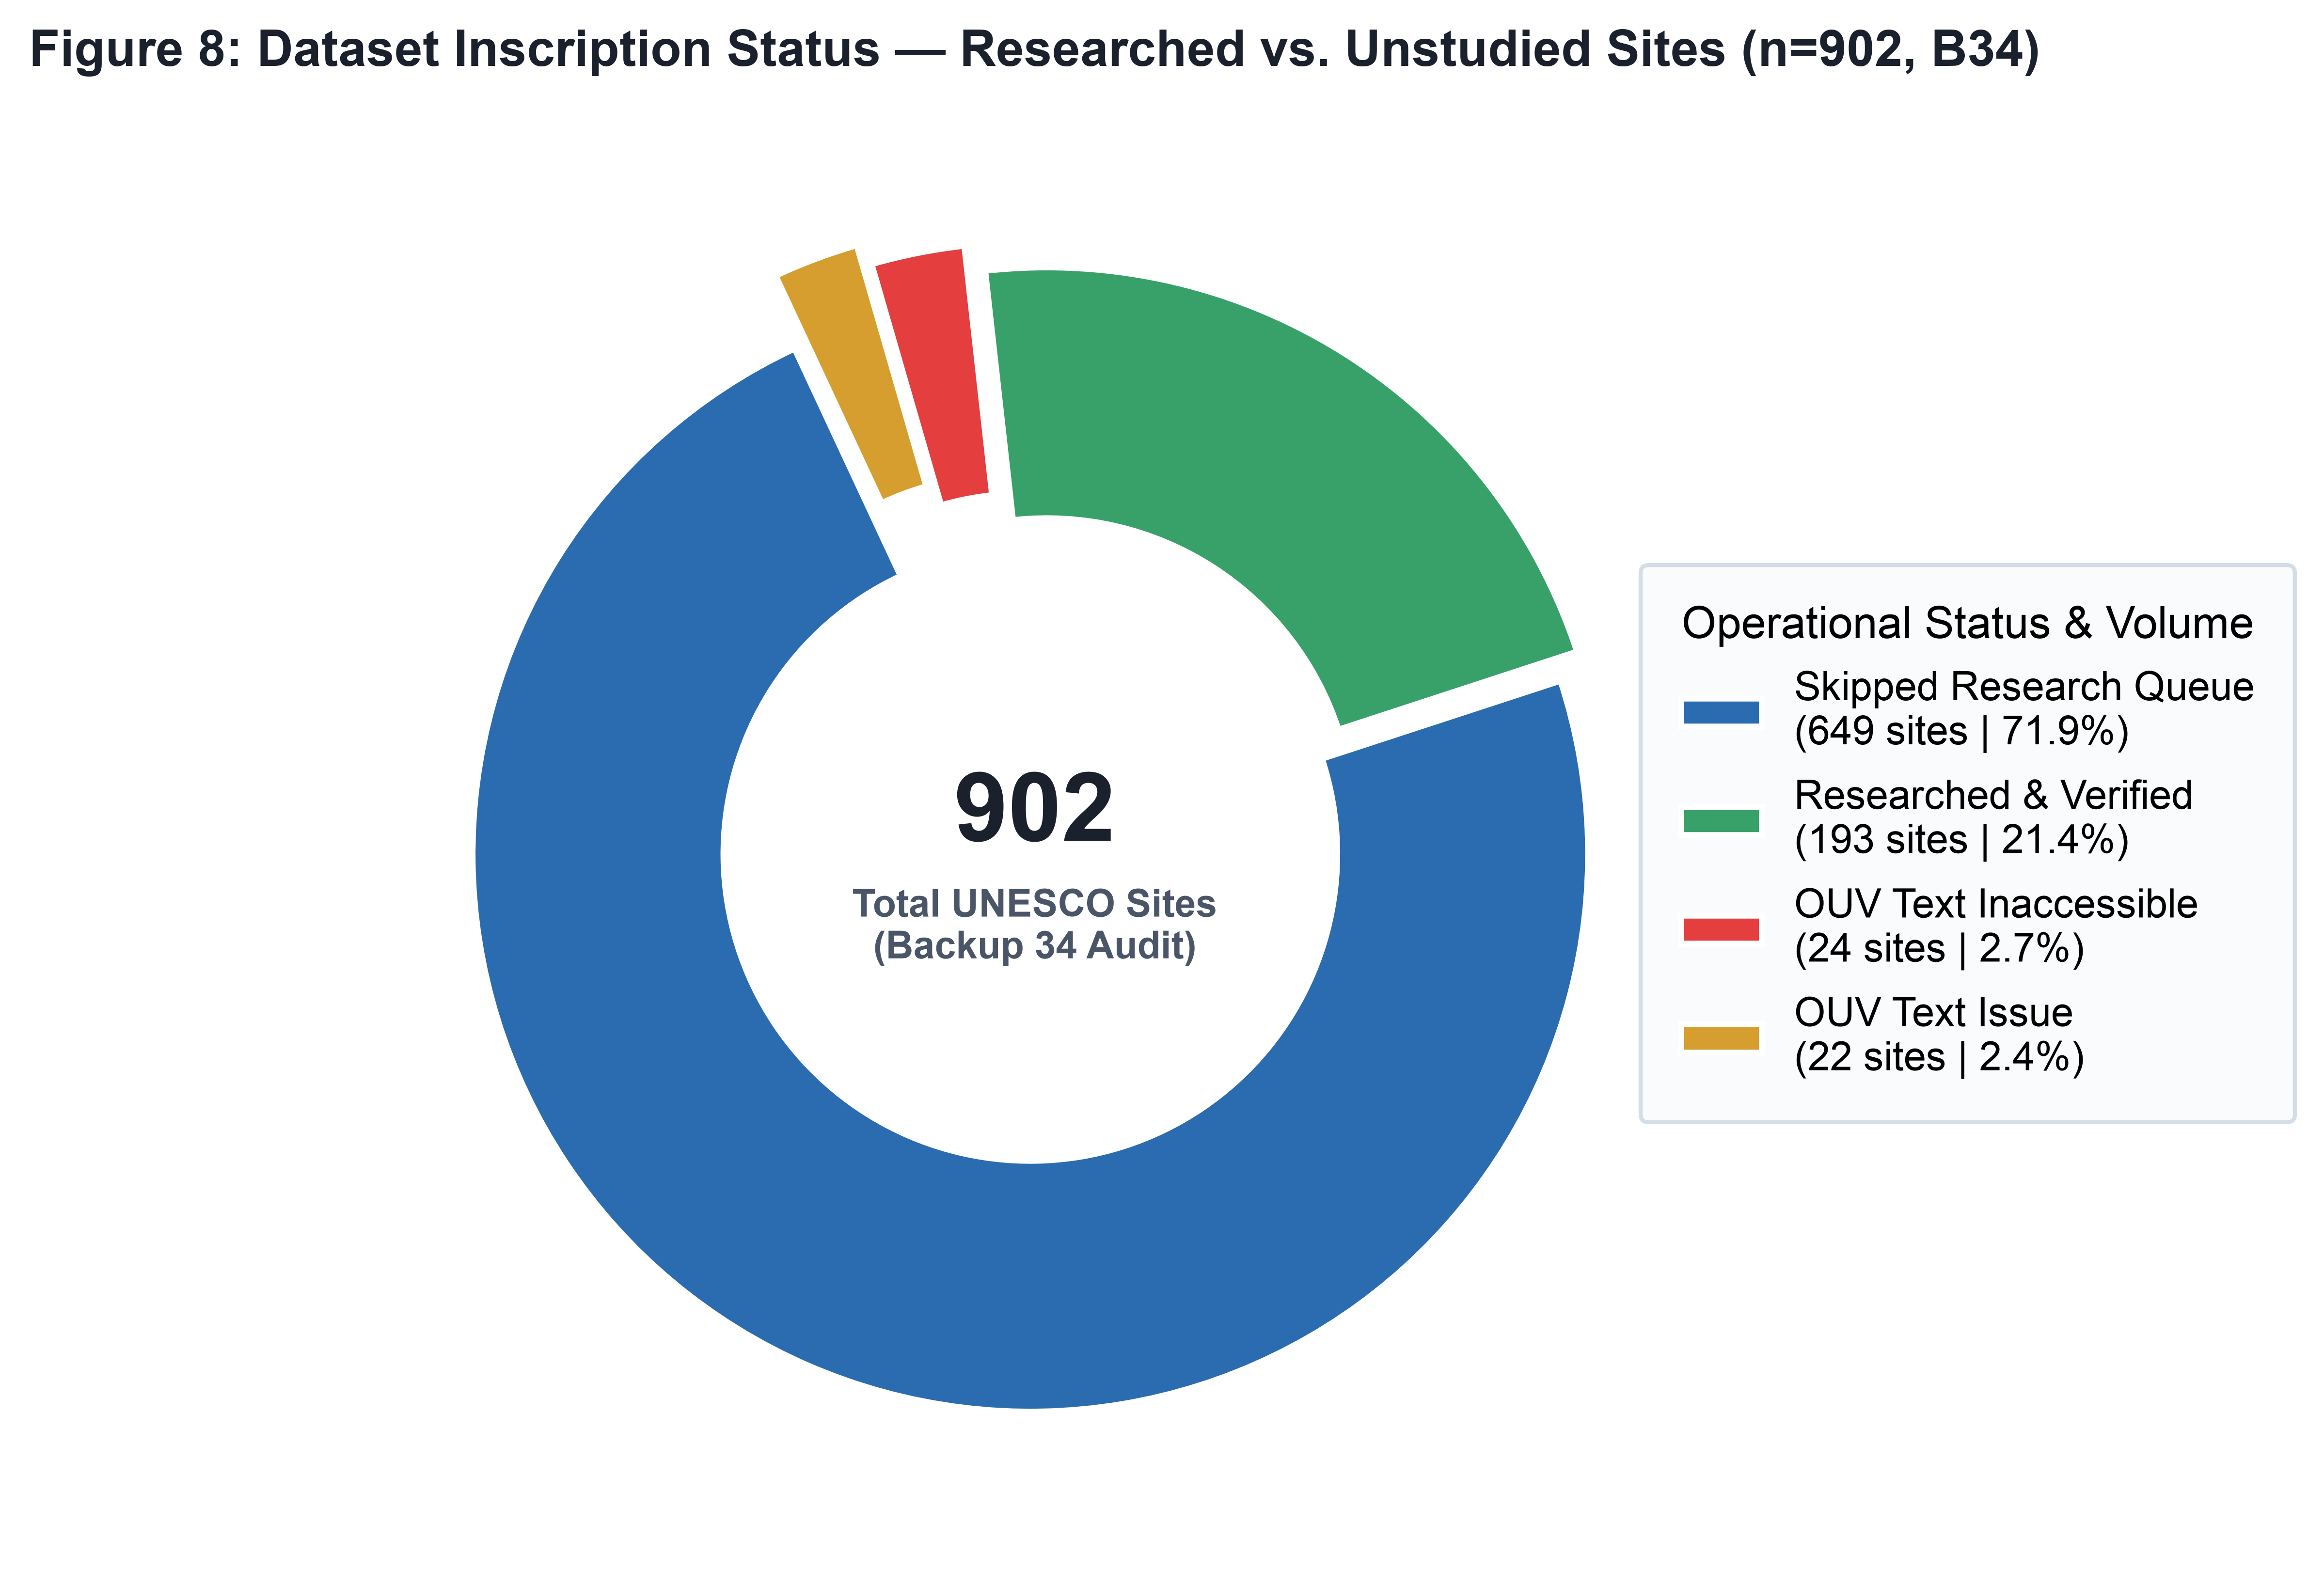 Figure 8: Dataset Inscription Status — Researched vs. Unstudied Sites (n=902, B34)
902
Total UNESCO Sites
(Backup 34 Audit)
Operational Status & Volume
Skipped Research Queue
(649 sites | 71.9%)
Researched & Verified
(193 sites | 21.4%)
OUV Text Inaccessible
(24 sites | 2.7%)
OUV Text Issue
(22 sites | 2.4%)